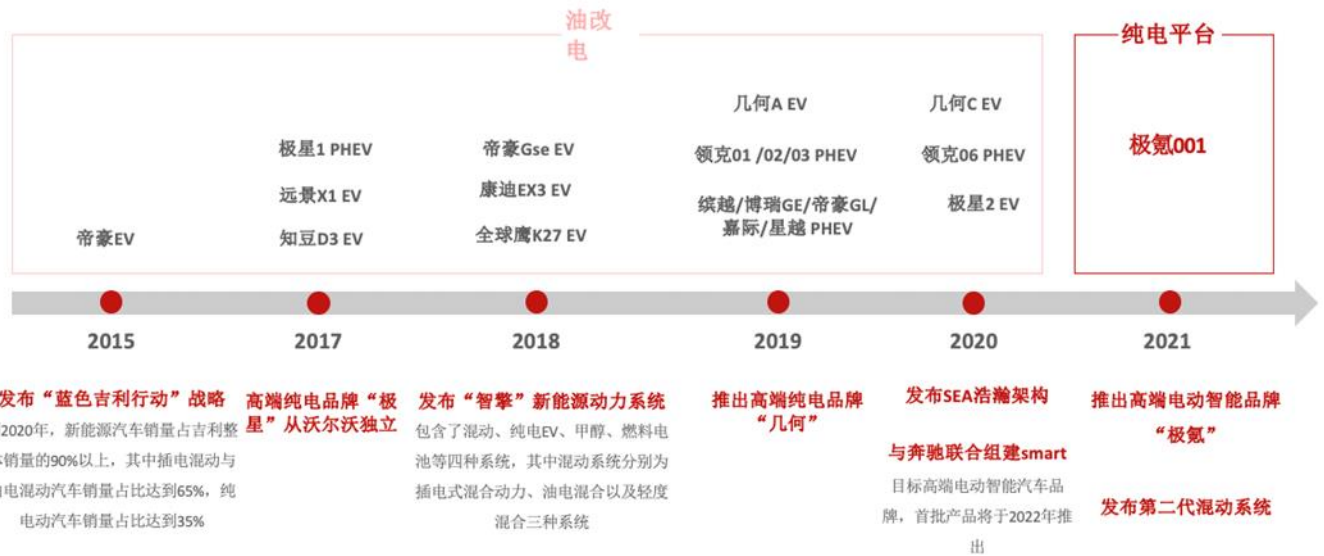 油改
电
纯电平台
帝豪EV
极星1 PHEV
远景X1 EV
知豆D3 EV
帝豪Gse EV
康迪EX3 EV
全球鹰K27 EV
几何A EV
领克01 /02/03 PHEV
缤越/博瑞GE/帝豪GL/
嘉际/星越 PHEV
几何C EV
领克06 PHEV
极星2 EV
极氪001
2015
2017
2018
2019
2020
2021
发布“蓝色吉利行动”战略
2020年，新能源汽车销量占吉利整
销量的90%以上，其中插电混动与
电混动汽车销量占比达到65%，纯
电动汽车销量占比达到35%
高端纯电品牌“极
星”从沃尔沃独立
发布“智擎”新能源动力系统
包含了混动、纯电EV、甲醇、燃料电
池等四种系统，其中混动系统分别为
插电式混合动力、油电混合以及轻度
混合三种系统
推出高端纯电品牌
“几何”
发布SEA浩瀚架构
与奔驰联合组建smart
目标高端电动智能汽车品
牌，首批产品将于2022年推
出
推出高端电动智能品牌
“极氪”
发布第二代混动系统